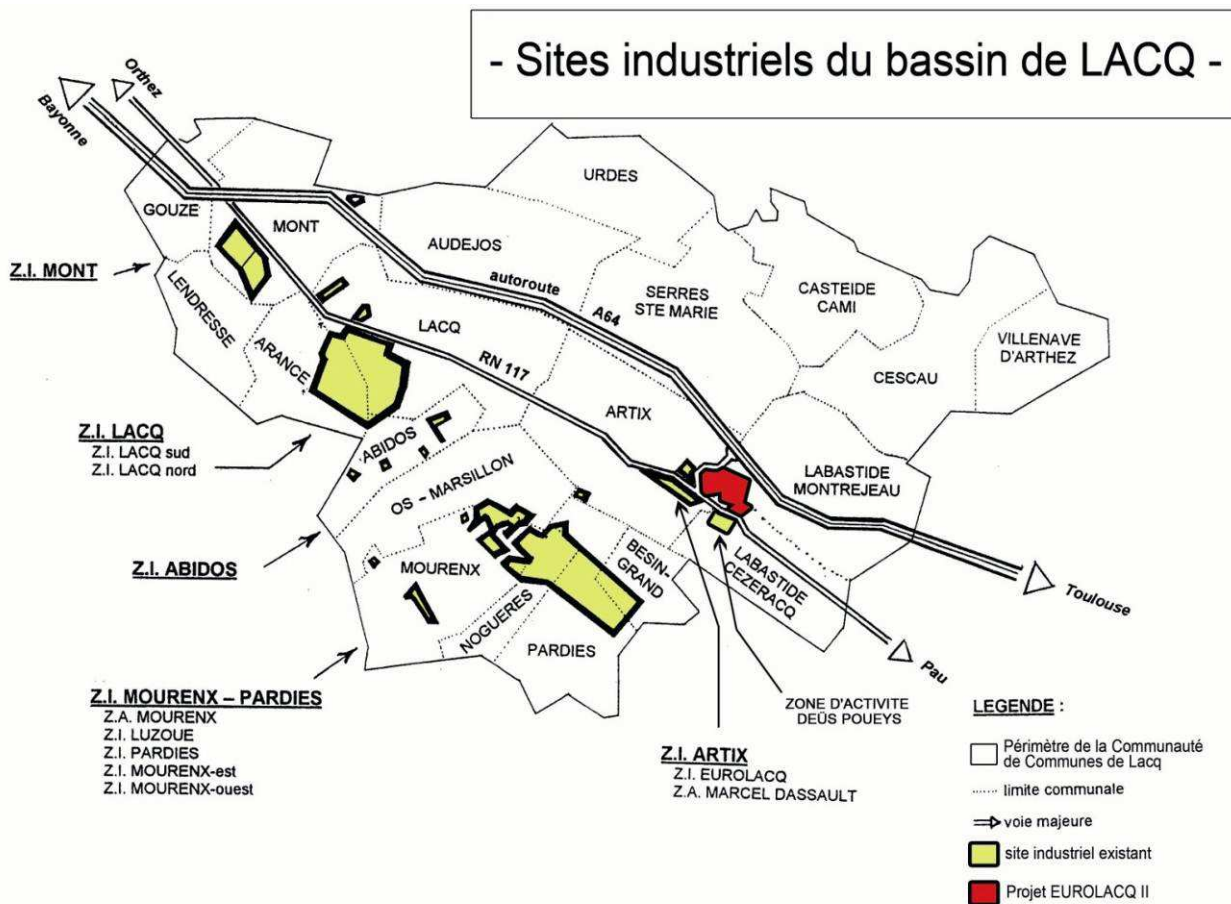 - Sites industriels du bassin de LACQ -
Orthez
Bayonne
URDES
GOUZE
MONT
AUDEJOS
Z.I. MONT
autoroute
A64
SERRES
STE MARIE
CASTEIDE
CAMI
VILLENAVE
D'ARTHEZ
LENDRESSE
ARANCE
LACQ
RN 117
CESCAU
ARTIX
Z.I. LACQ
Z.I. LACQ sud
Z.I. LACQ nord
ABIDOS
LABASTIDE
MONTREJEAU
OS - MARSILLON
Z.I. ABIDOS
MOURENX
BESIN-
GRAND
LABASTIDE
CEZERACQ
NOGUERES
PARDIES
Toulouse
Pau
Z.I. MOURENX – PARDIES
Z.A. MOURENX
Z.I. LUZOUE
Z.I. PARDIES
Z.I. MOURENX-est
Z.I. MOURENX-ouest
ZONE D'ACTIVITE
DEÜS POUEYS
Z.I. ARTIX
Z.I. EUROLACQ
Z.A. MARCEL DASSAULT
LEGENDE :
Périmètre de la Communauté
de Communes de Lacq
limite communale
voie majeure
site industriel existant
Projet EUROLACQ II